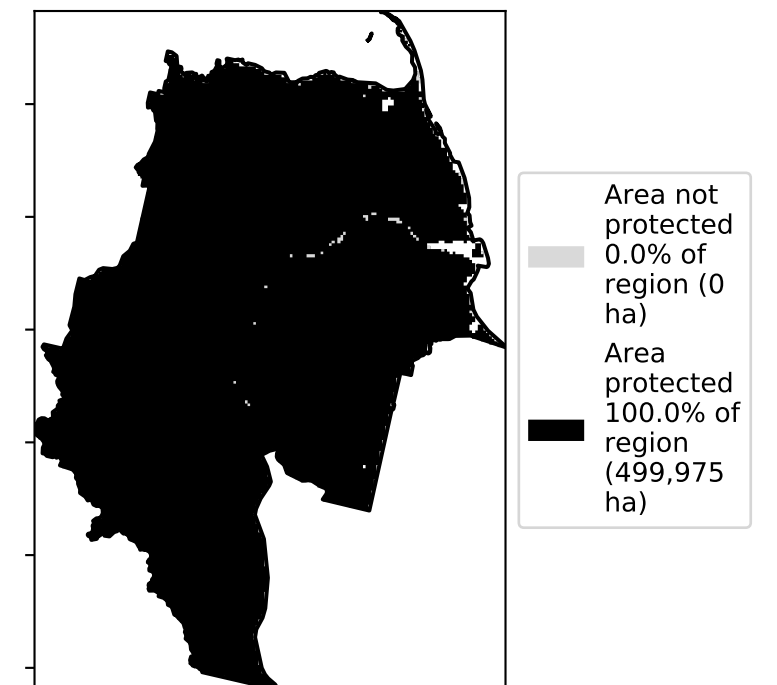 Area not
protected
0.0% of
region (0
ha)
Area
protected
100.0% of
region
(499,975
ha)